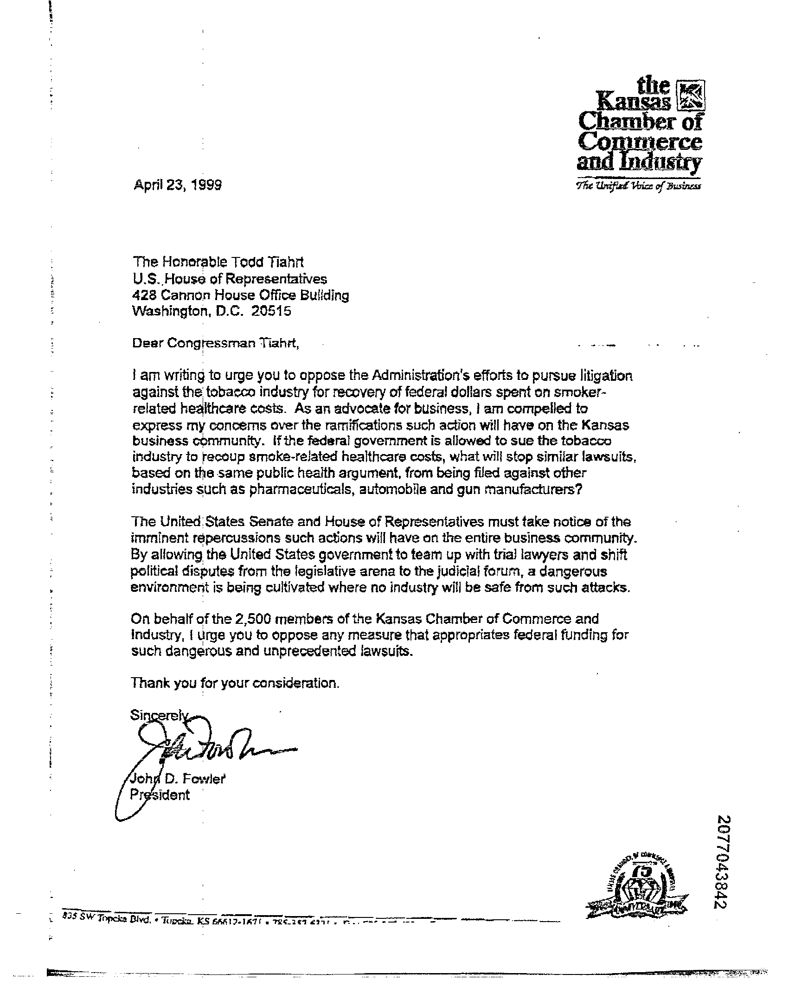 the
Kansas
Chamber of
Commerce
and Industry
The Unified Voice of Business
April 23, 1999
The Honorable Todd Tiahrt
U.S. House of Representatives
428 Cannon House Office Building
Washington, D.C. 20515
Dear Congressman Tiahrt,
I am writing to urge you to oppose the Administration's efforts to pursue litigation
against the tobacco industry for recovery of federal dollars spent on smoker-
related healthcare costs. As an advocate for business, I am compelled to
express my concerns over the ramifications such action will have on the Kansas
business community. If the federal government is allowed to sue the tobacco
industry to recoup smoke-related healthcare costs, what will stop similar lawsuits,
based on the same public health argument, from being filed against other
industries such as pharmaceuticals, automobile and gun manufacturers?
The United States Senate and House of Representatives must take notice of the
imminent repercussions such actions will have on the entire business community.
By allowing the United States government to team up with trial lawyers and shift
political disputes from the legislative arena to the judicial forum, a dangerous
environment is being cultivated where no industry will be safe from such attacks.
On behalf of the 2,500 members of the Kansas Chamber of Commerce and
Industry, I urge you to oppose any measure that appropriates federal funding for
such dangerous and unprecedented lawsuits.
Thank you for your consideration.
Sincerely,
John D. Fowler
President
2077043842
75
ANNIVERSARY
835 SW Topeka Blvd. • Topeka, KS 66612-1671 •